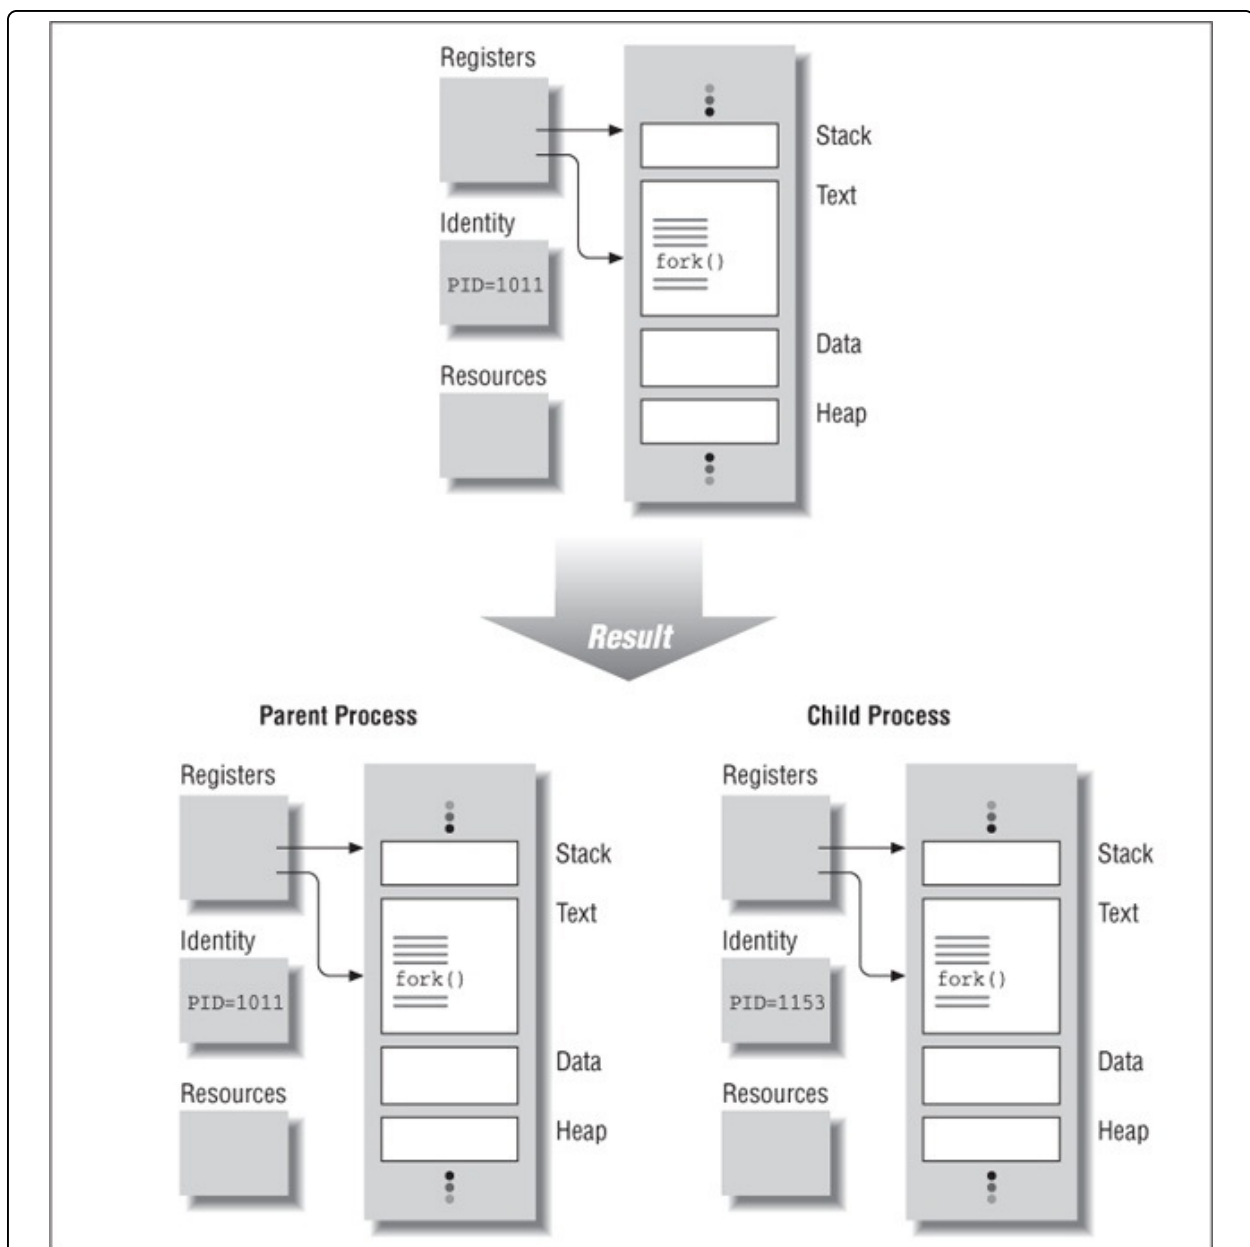 Registers
Stack
Text
Identity
fork()
PID=1011
Data
Resources
Heap
Result
Parent Process
Registers
Stack
Text
Identity
fork()
PID=1011
Data
Resources
Heap
Child Process
Registers
Stack
Text
Identity
fork()
PID=1153
Data
Resources
Heap